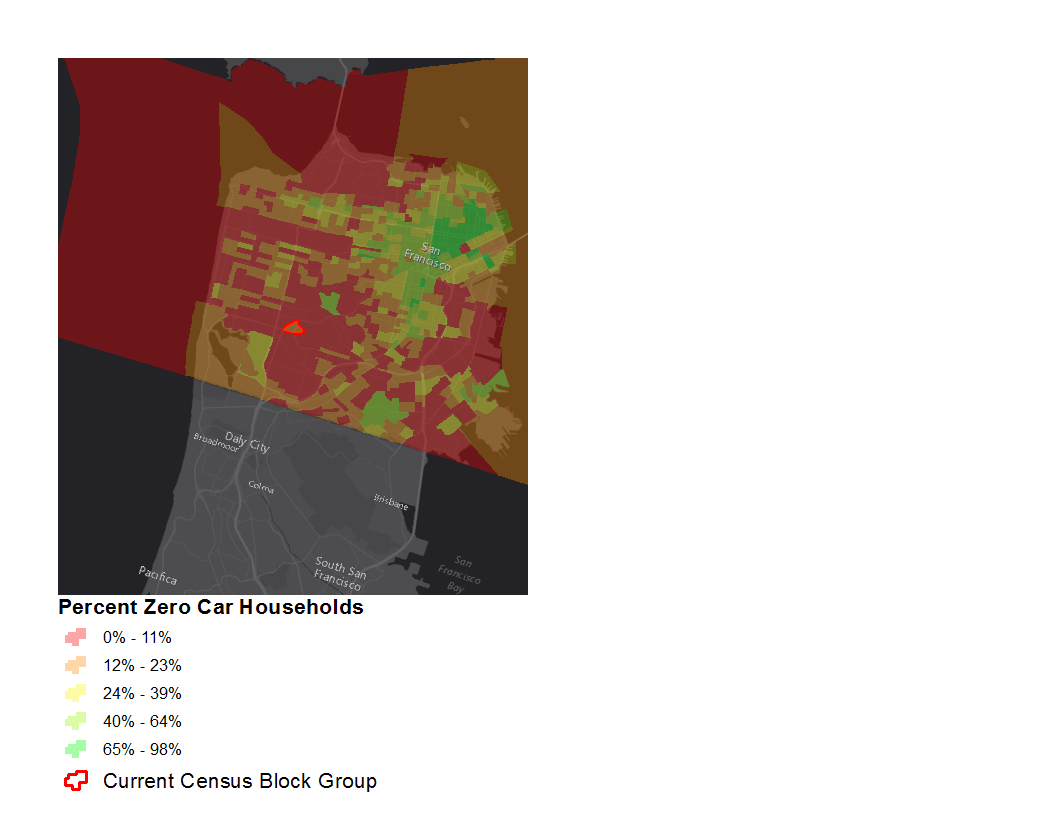 San
Francisco
Daly City
Broadmoor
Colma
Brisbane
Pacifica
South San
Francisco
San
Francisco
Bay
Percent Zero Car Households
0% - 11%
12% - 23%
24% - 39%
40% - 64%
65% - 98%
Current Census Block Group